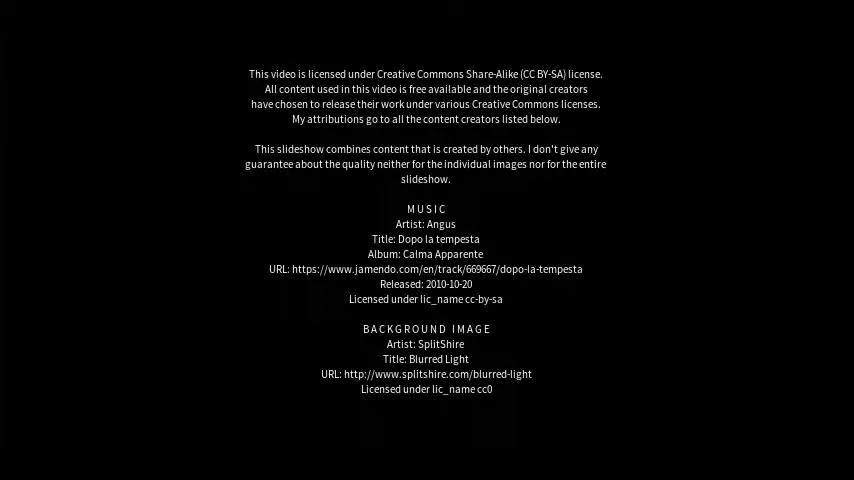 This video is licensed under Creative Commons Share-Alike (CC BY-SA) license.
All content used in this video is free available and the original creators
have chosen to release their work under various Creative Commons licenses.
My attributions go to all the content creators listed below.
This slideshow combines content that is created by others. I don't give any
guarantee about the quality neither for the individual images nor for the entire
slideshow.
MUSIC
Artist: Angus
Title: Dopo la tempesta
Album: Calma Apparente
URL: https://www.jamendo.com/en/track/669667/dopo-la-tempesta
Released: 2010-10-20
Licensed under lic_name cc-by-sa
BACKGROUND IMAGE
Artist: SplitShire
Title: Blurred Light
URL: http://www.splitshire.com/blurred-light
Licensed under lic_name cc0